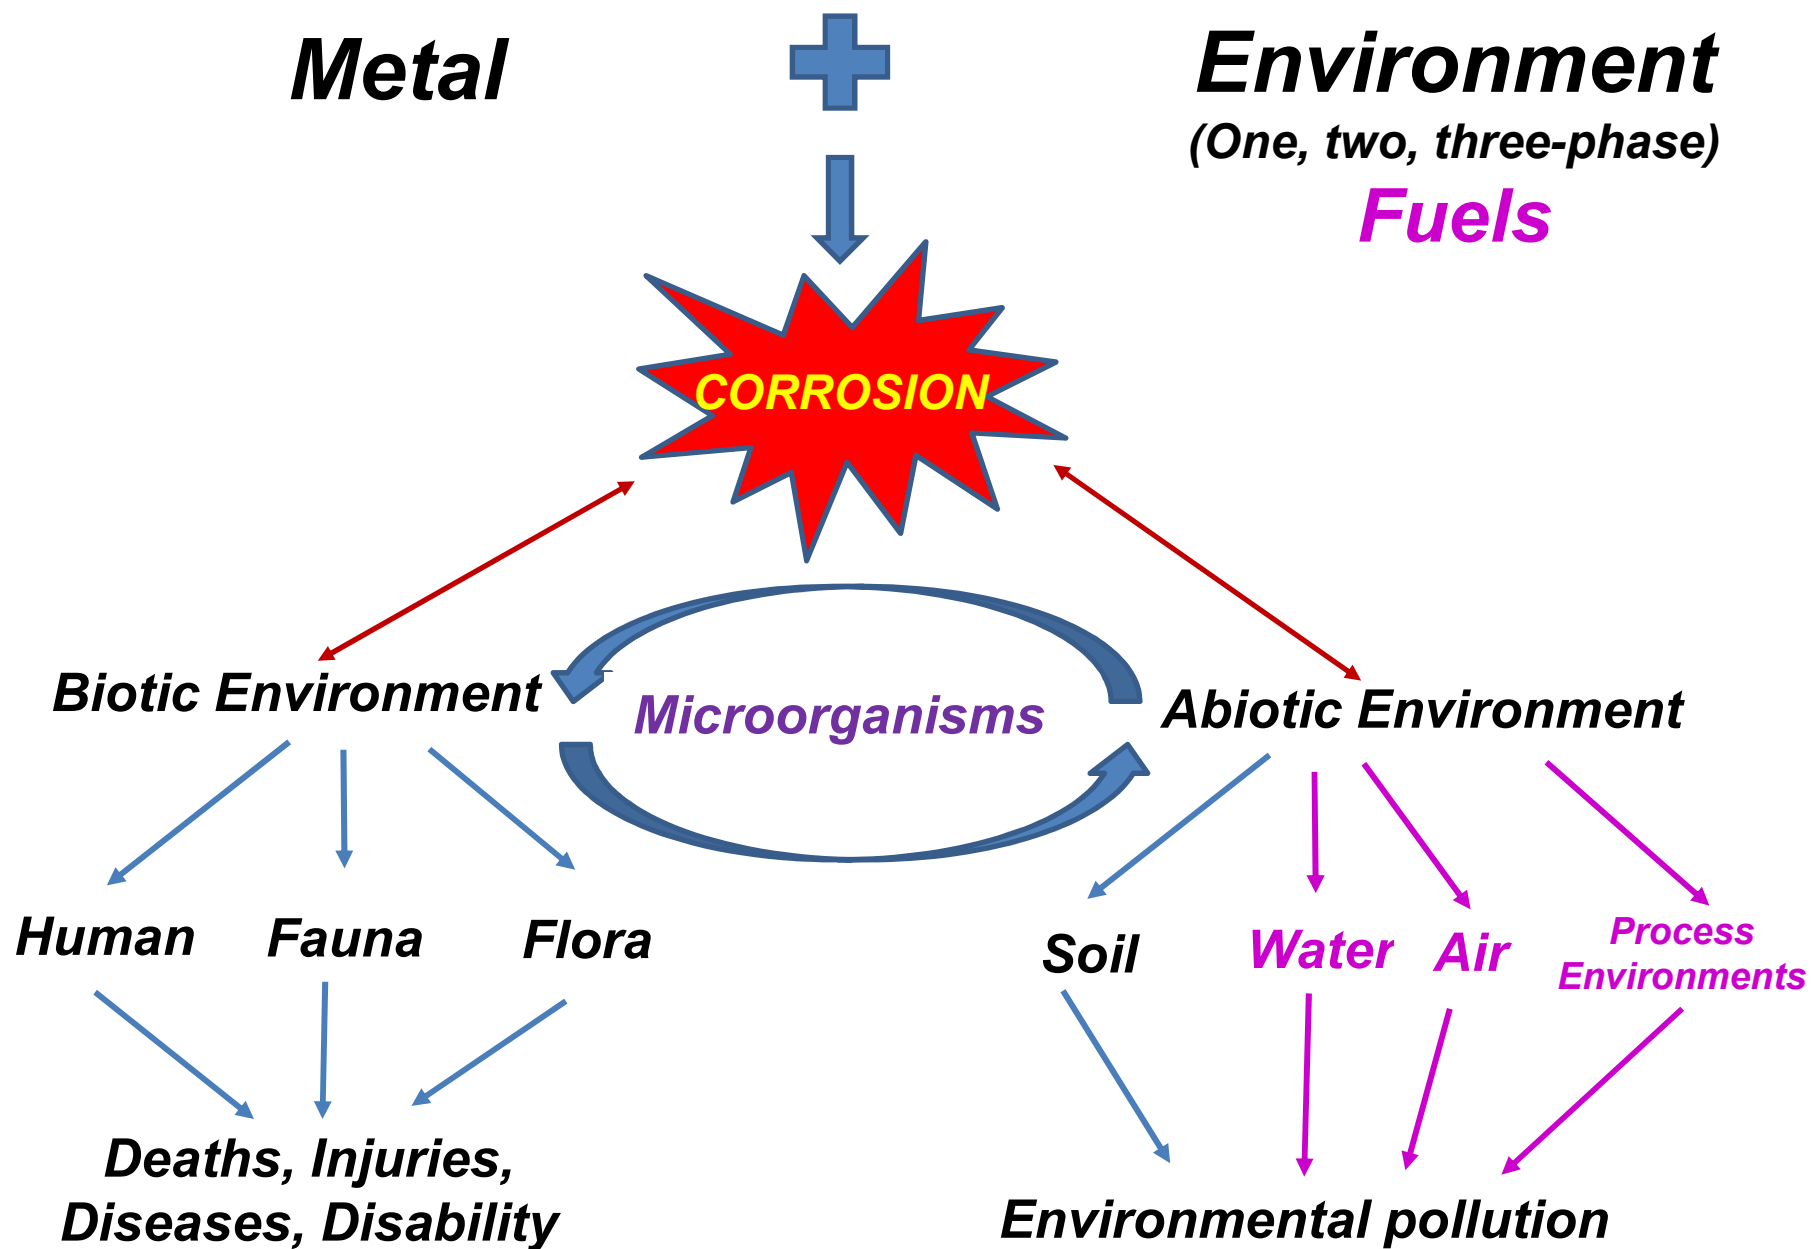 Metal
Environment
(One, two, three-phase)
Fuels
CORROSION
Biotic Environment
Microorganisms
Abiotic Environment
Human
Fauna
Flora
Soil
Water
Air
Process
Environments
Deaths, Injuries,
Diseases, Disability
Environmental pollution